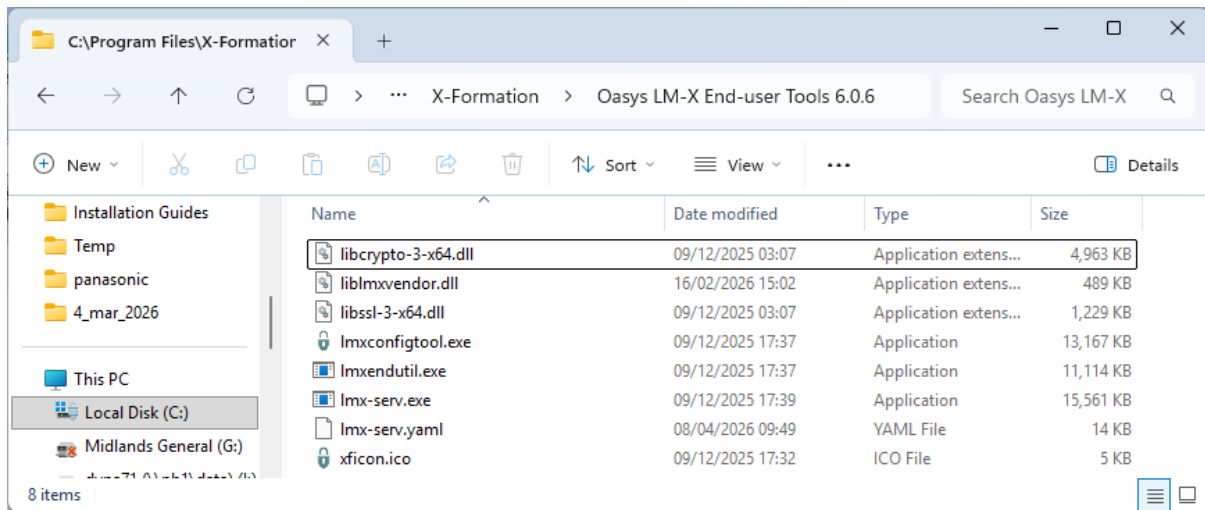 C:\Program Files\X-Formation
X-Formation > Oasys LM-X End-user Tools 6.0.6
Search Oasys LM-X
New
Sort
View
Details
Installation Guides
Temp
panasonic
4_mar_2026
This PC
Local Disk (C:)
Midlands General (G:)
Name Date modified Type Size
libcrypto-3-x64.dll 09/12/2025 03:07 Application extens... 4,963 KB
liblmxvendor.dll 16/02/2026 15:02 Application extens... 489 KB
libssl-3-x64.dll 09/12/2025 03:07 Application extens... 1,229 KB
lmxconfigtool.exe 09/12/2025 17:37 Application 13,167 KB
lmxendutil.exe 09/12/2025 17:37 Application 11,114 KB
lmx-serv.exe 09/12/2025 17:39 Application 15,561 KB
lmx-serv.yaml 08/04/2026 09:49 YAML File 14 KB
xficon.ico 09/12/2025 17:32 ICO File 5 KB
8 items